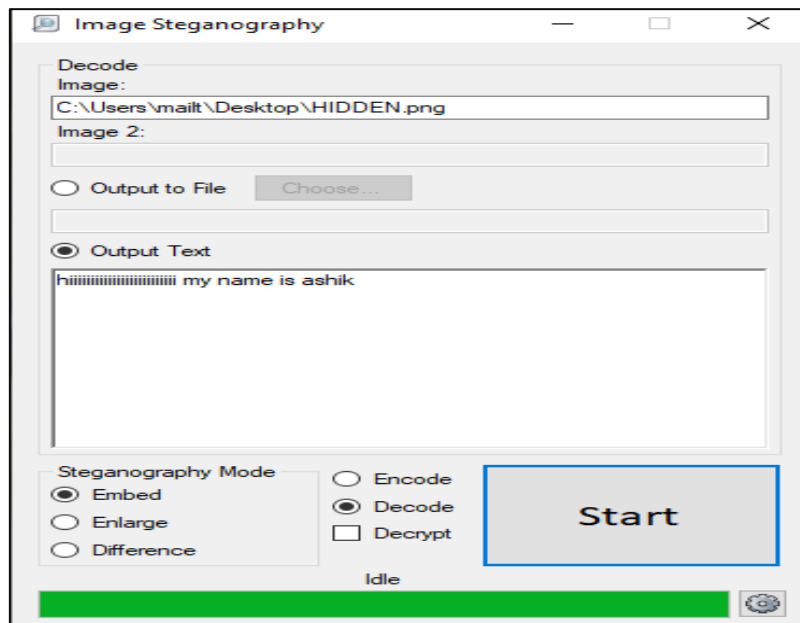 Image Steganography
Decode
Image:
C:\Users\mailt\Desktop\HIDDEN.png
Image 2:
Output to File Choose...
Output Text
hiiiiiiiiiiiiiiiiiiiiiiiii my name is ashik
Steganography Mode
Embed
Enlarge
Difference
Encode
Decode
Decrypt
Start
Idle